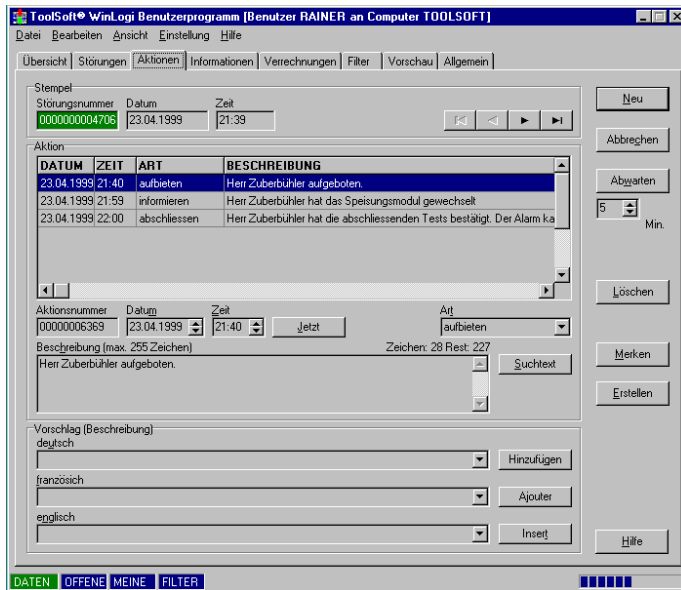 ToolSoft® WinLogi Benutzerprogramm [Benutzer RAINER an Computer TOOLSOFT]
Datei Bearbeiten Ansicht Einstellung Hilfe
Übersicht Störungen Aktionen Informationen Verrechnungen Filter Vorschau Allgemein
Stempel
Störungsnummer Datum Zeit
0000000004706 23.04.1999 21:39
Neu
Abbrechen
Aktion
DATUM ZEIT ART BESCHREIBUNG
23.04.1999 21:40 aufbieten Herr Zuberbühler aufgeboten.
23.04.1999 21:59 informieren Herr Zuberbühler hat das Speisungsmodul gewechselt
23.04.1999 22:00 abschliessen Herr Zuberbühler hat die abschliessenden Tests bestätigt. Der Alarm ka
Abwarten
5
Min.
Löschen
Aktionsnummer Datum Zeit Art
00000006369 23.04.1999 21:40 Jetzt aufbieten
Beschreibung (max. 255 Zeichen) Zeichen: 28 Rest: 227
Herr Zuberbühler aufgeboten.
Suchtext
Merken
Erstellen
Vorschlag (Beschreibung)
deutsch
Hinzufügen
französich
Ajouter
englisch
Insert
Hilfe
DATEN OFFENE MEINE FILTER